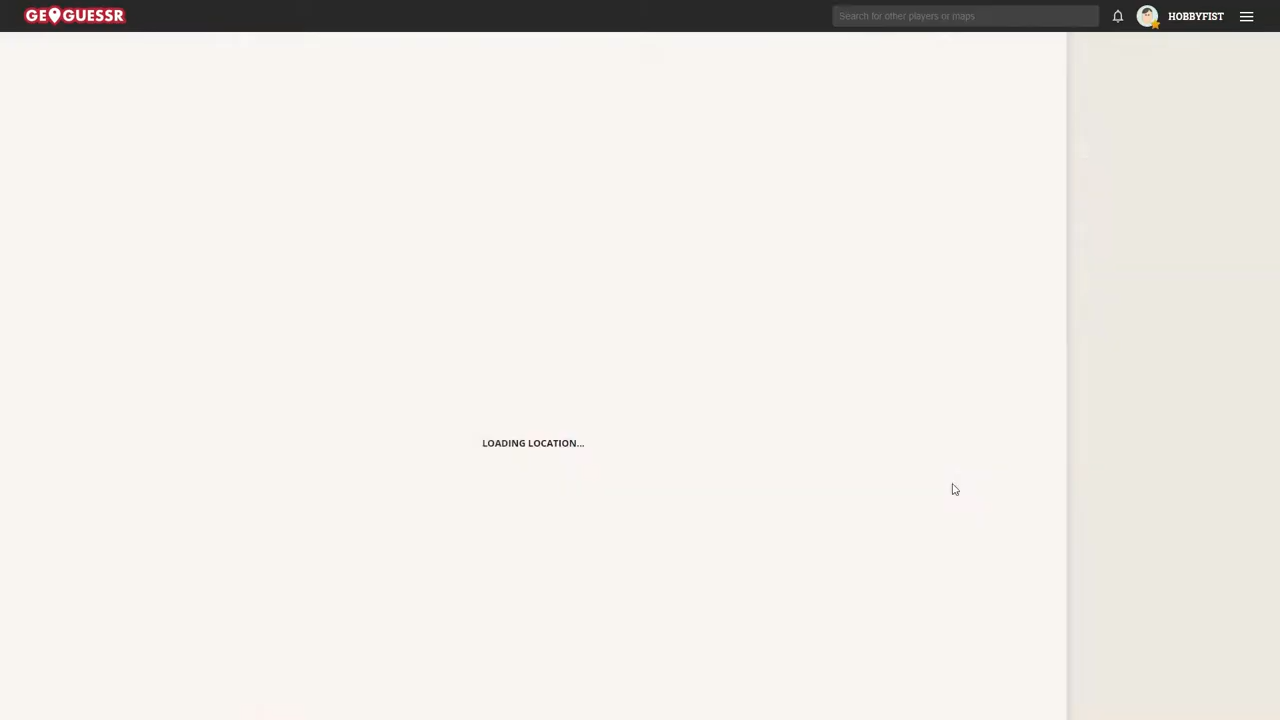 GEOGUESSR
Search for other players or maps
HOBBYFIST
LOADING LOCATION...